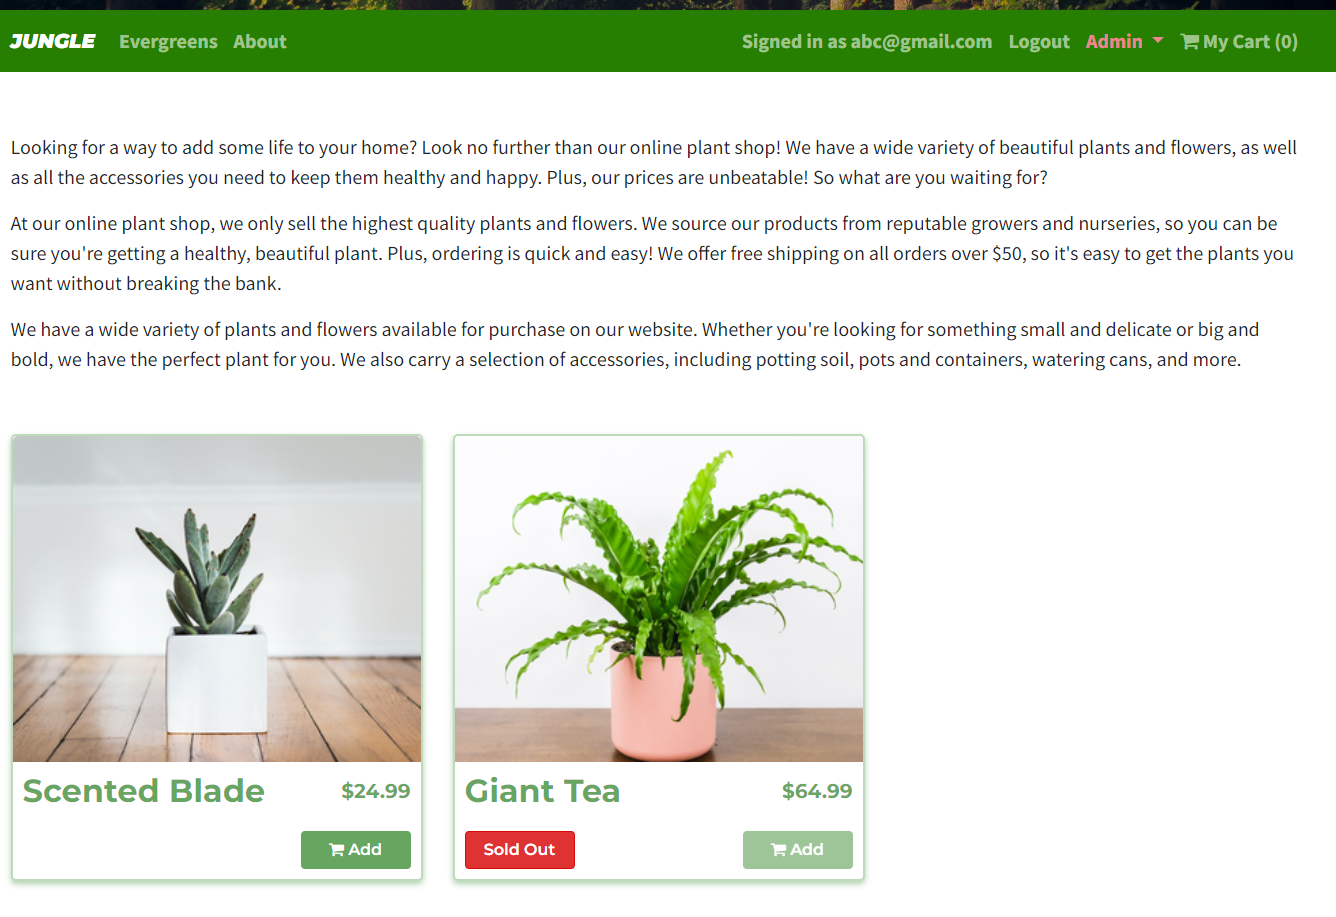 JUNGLE Evergreens About Signed in as abc@gmail.com Logout Admin My Cart (0)
Looking for a way to add some life to your home? Look no further than our online plant shop! We have a wide variety of beautiful plants and flowers, as well
as all the accessories you need to keep them healthy and happy. Plus, our prices are unbeatable! So what are you waiting for?
At our online plant shop, we only sell the highest quality plants and flowers. We source our products from reputable growers and nurseries, so you can be
sure you're getting a healthy, beautiful plant. Plus, ordering is quick and easy! We offer free shipping on all orders over $50, so it's easy to get the plants you
want without breaking the bank.
We have a wide variety of plants and flowers available for purchase on our website. Whether you're looking for something small and delicate or big and
bold, we have the perfect plant for you. We also carry a selection of accessories, including potting soil, pots and containers, watering cans, and more.
Scented Blade $24.99
Add
Giant Tea $64.99
Sold Out Add